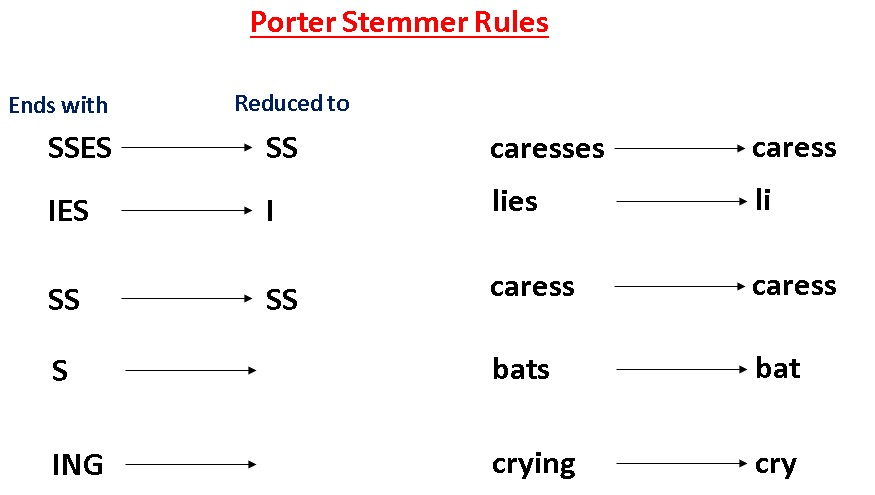 Porter Stemmer Rules
Ends with Reduced to
SSES SS caresses caress
IES I lies li
SS SS caress caress
S bats bat
ING crying cry